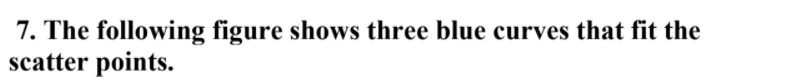 7. The following figure shows three blue curves that fit the
scatter points.